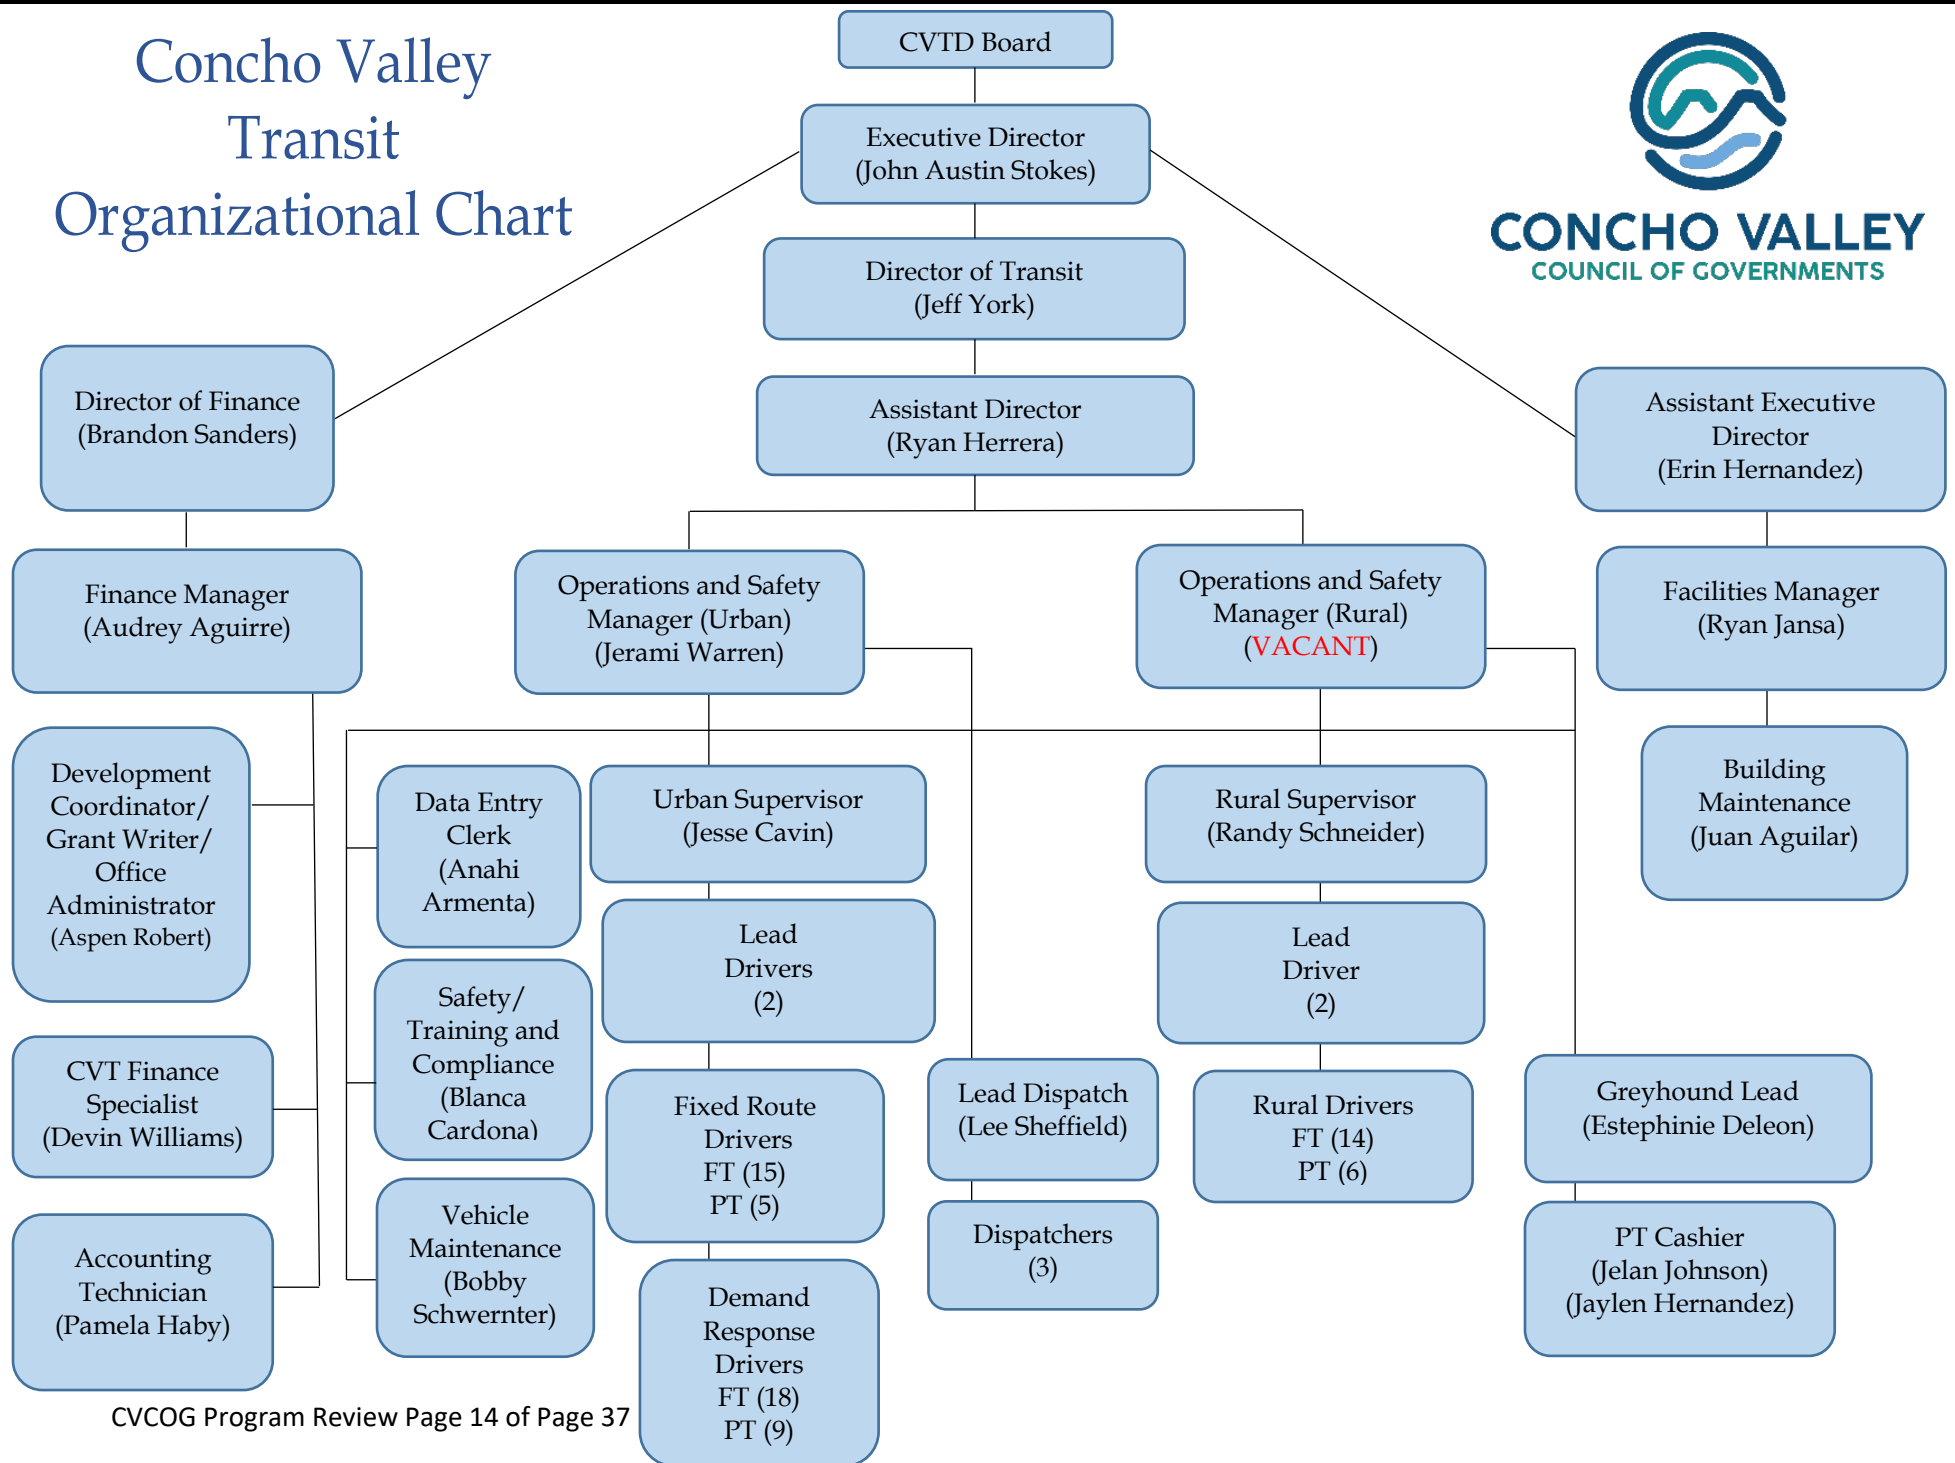 Concho Valley
Transit
Organizational Chart
CVTD Board
Executive Director
(John Austin Stokes)
CONCHO VALLEY
COUNCIL OF GOVERNMENTS
Director of Transit
(Jeff York)
Director of Finance
(Brandon Sanders)
Assistant Director
(Ryan Herrera)
Assistant Executive
Director
(Erin Hernandez)
Finance Manager
(Audrey Aguirre)
Operations and Safety
Manager (Urban)
(Jerami Warren)
Operations and Safety
Manager (Rural)
(VACANT)
Facilities Manager
(Ryan Jansa)
Development
Coordinator/
Grant Writer/
Office
Administrator
(Aspen Robert)
Data Entry
Clerk
(Anahi
Armenta)
Urban Supervisor
(Jesse Cavin)
Rural Supervisor
(Randy Schneider)
Building
Maintenance
(Juan Aguilar)
Lead
Drivers
(2)
Lead
Driver
(2)
Safety/
Training and
Compliance
(Blanca
Cardona)
CVT Finance
Specialist
(Devin Williams)
Fixed Route
Drivers
FT (15)
PT (5)
Lead Dispatch
(Lee Sheffield)
Rural Drivers
FT (14)
PT (6)
Greyhound Lead
(Estephinie Deleon)
Accounting
Technician
(Pamela Haby)
Vehicle
Maintenance
(Bobby
Schwernter)
Dispatchers
(3)
PT Cashier
(Jelan Johnson)
(Jaylen Hernandez)
Demand
Response
Drivers
FT (18)
PT (9)
CVCOG Program Review Page 14 of Page 37